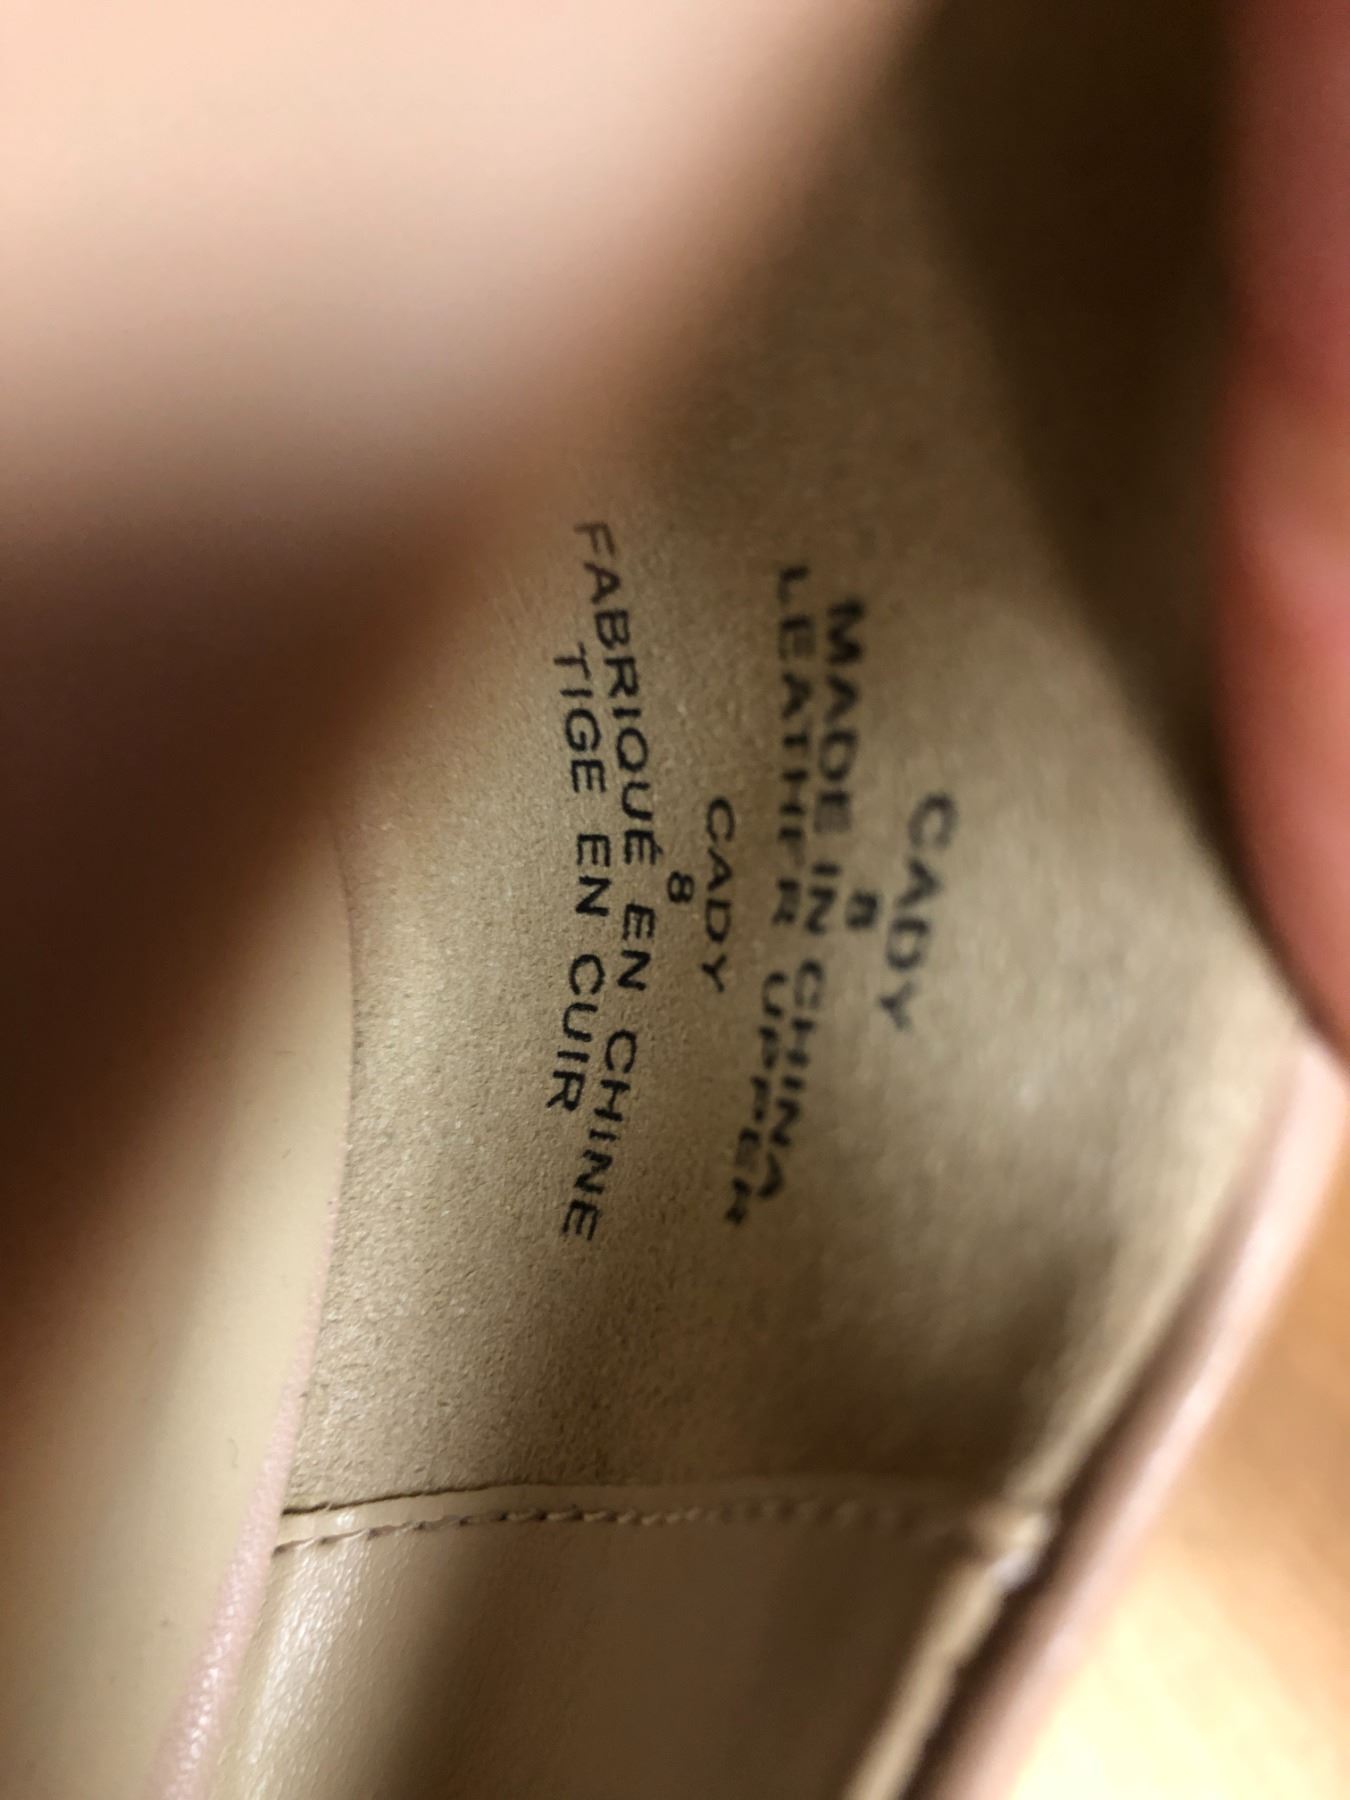 CADY
8
MADE IN CHINA
LEATHER UPPER
CADY
8
FABRIQUÉ EN CHINE
TIGE EN CUIR